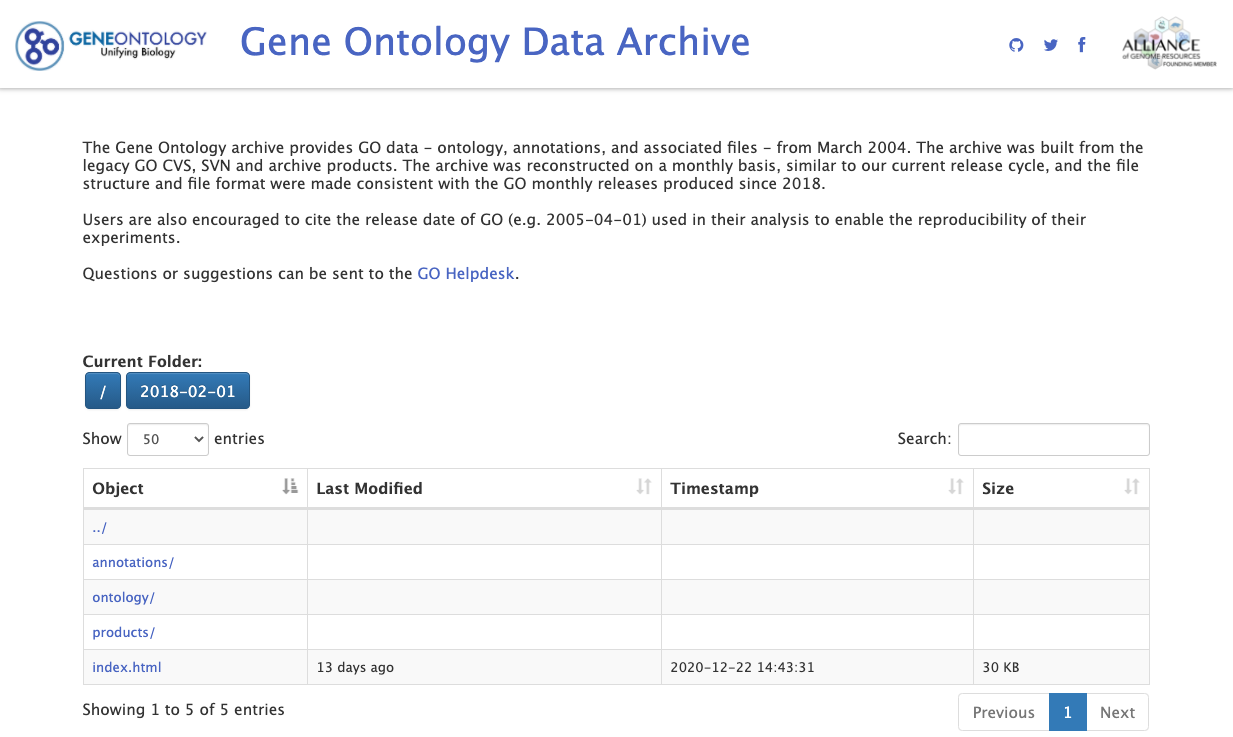 GENEONTOLOGY
Unifying Biology
Gene Ontology Data Archive
ALLIANCE
of GENOME RESOURCES
FOUNDING MEMBER
The Gene Ontology archive provides GO data – ontology, annotations, and associated files – from March 2004. The archive was built from the
legacy GO CVS, SVN and archive products. The archive was reconstructed on a monthly basis, similar to our current release cycle, and the file
structure and file format were made consistent with the GO monthly releases produced since 2018.
Users are also encouraged to cite the release date of GO (e.g. 2005-04-01) used in their analysis to enable the reproducibility of their
experiments.
Questions or suggestions can be sent to the GO Helpdesk.
Current Folder:
/ 2018-02-01
Show 50 entries Search:
Object Last Modified Timestamp Size
../
annotations/
ontology/
products/
index.html 13 days ago 2020-12-22 14:43:31 30 KB
Showing 1 to 5 of 5 entries Previous 1 Next